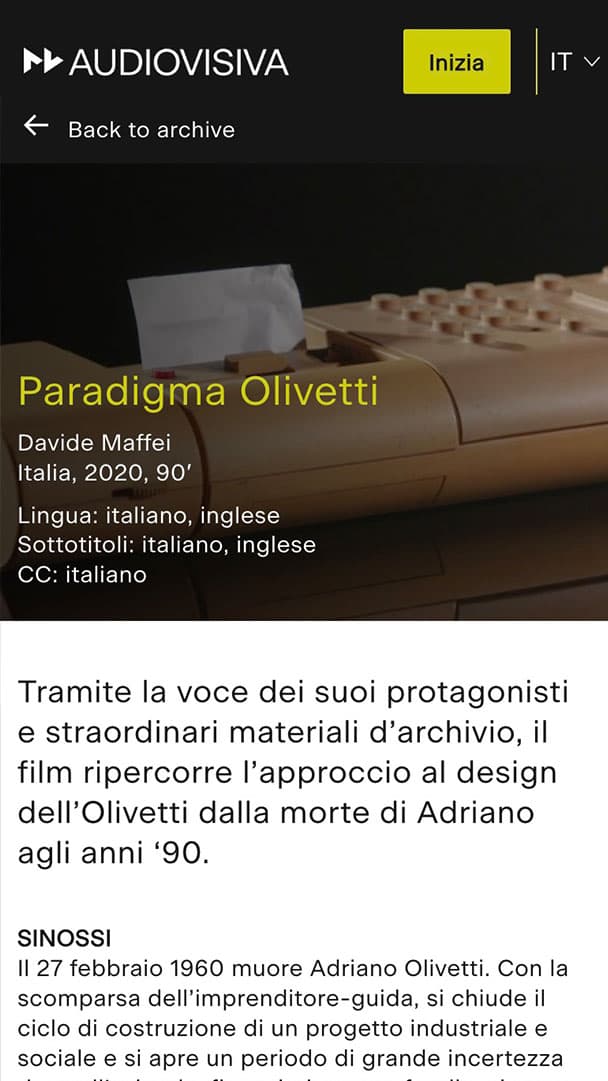 AUDIOVISIVA
Inizia
IT
Back to archive
Paradigma Olivetti
Davide Maffei
Italia, 2020, 90′
Lingua: italiano, inglese
Sottotitoli: italiano, inglese
CC: italiano
Tramite la voce dei suoi protagonisti
e straordinari materiali d’archivio, il
film ripercorre l’approccio al design
dell’Olivetti dalla morte di Adriano
agli anni ‘90.
SINOSSI
Il 27 febbraio 1960 muore Adriano Olivetti. Con la
scomparsa dell’imprenditore-guida, si chiude il
ciclo di costruzione di un progetto industriale e
sociale e si apre un periodo di grande incertezza